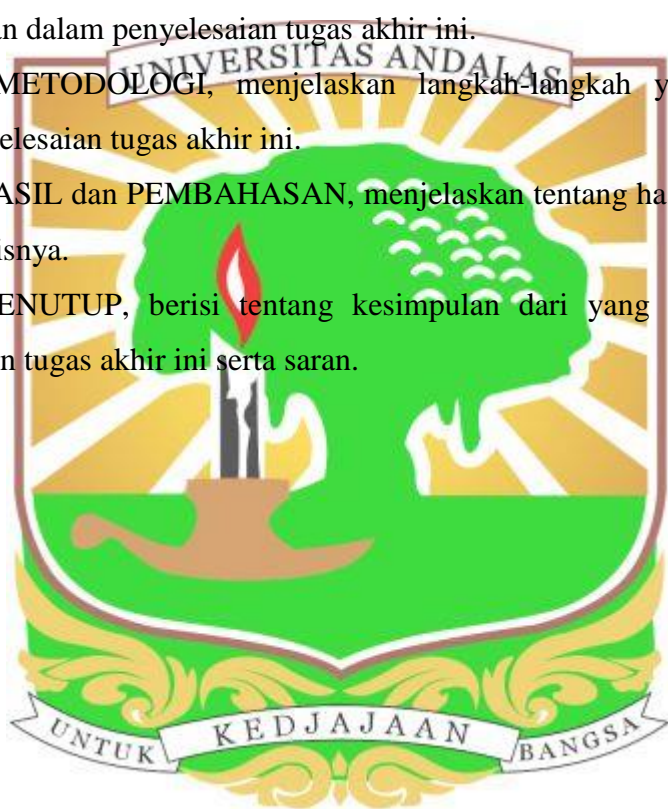 an dalam penyelesaian tugas akhir ini.
UNIVERSITAS ANDALAS
METODOLOGI, menjelaskan langkah-langkah y
elesaian tugas akhir ini.
ASIL dan PEMBAHASAN, menjelaskan tentang ha
isnya.
ENUTUP, berisi tentang kesimpulan dari yang
n tugas akhir ini serta saran.
UNTUK KEDJAJAAN BANGSA